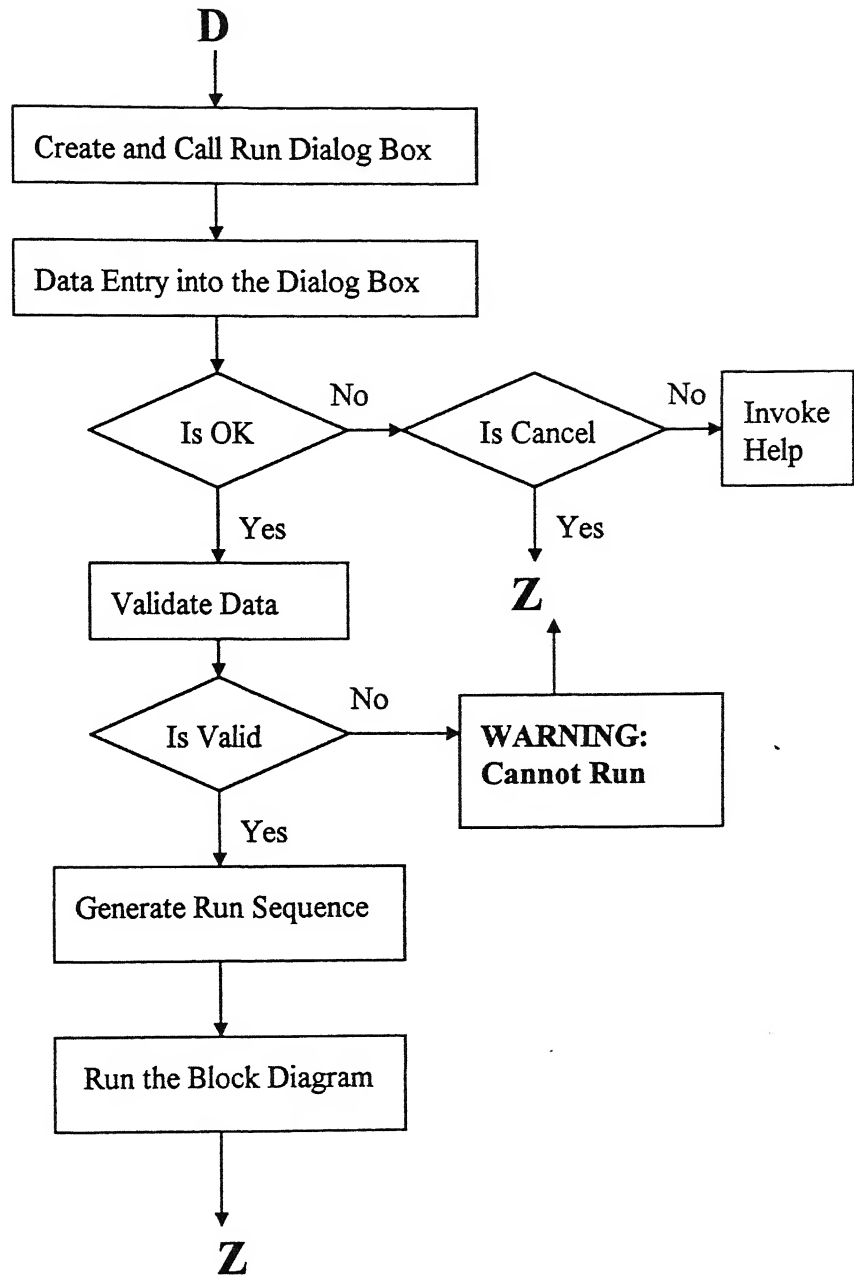 D
Create and Call Run Dialog Box
Data Entry into the Dialog Box
Is OK
No
Is Cancel
No
Invoke
Help
Yes
Yes
Validate Data
Z
Is Valid
No
WARNING:
Cannot Run
Yes
Generate Run Sequence
Run the Block Diagram
Z